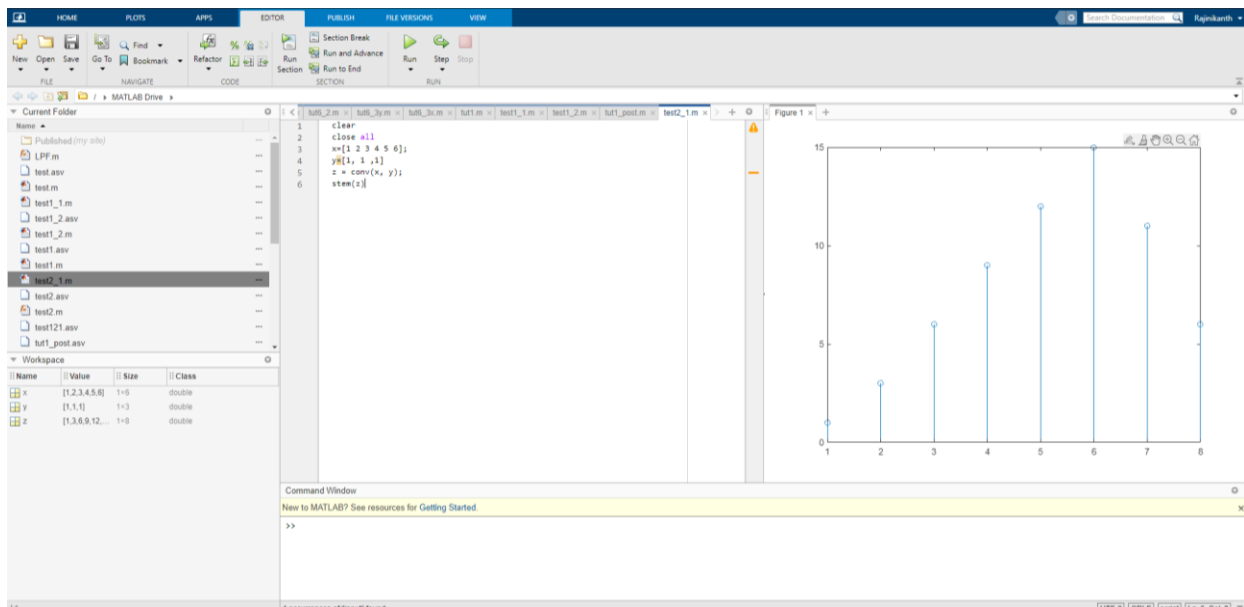 HOME PLOTS APPS EDITOR PUBLISH FILE VERSIONS VIEW Search Documentation Rajinikanth
New Open Save Go To Find Bookmark Refactor Run Section Section Break Run and Advance Run to End Run Step Stop
FILE NAVIGATE CODE SECTION RUN
/ MATLAB Drive
Current Folder
Name
Published (my site)
LPF.m
test.asv
test.m
test1_1.m
test1_2.asv
test1_2.m
test1.asv
test1.m
test2_1.m
test2.asv
test2.m
test121.asv
tut1_post.asv
Workspace
Name Value Size Class
x [1,2,3,4,5,6] 1×6 double
y [1,1,1] 1×3 double
z [1,3,6,9,12,... 1×8 double
tut6_2.m tut6_3y.m tut6_3x.m tut1.m test1_1.m test1_2.m tut1_post.m test2_1.m
1 clear
2 close all
3 x=[1 2 3 4 5 6];
4 y=[1, 1 ,1]
5 z = conv(x, y);
6 stem(z)
Figure 1
15
10
5
0
1 2 3 4 5 6 7 8
Command Window
New to MATLAB? See resources for Getting Started.
>>